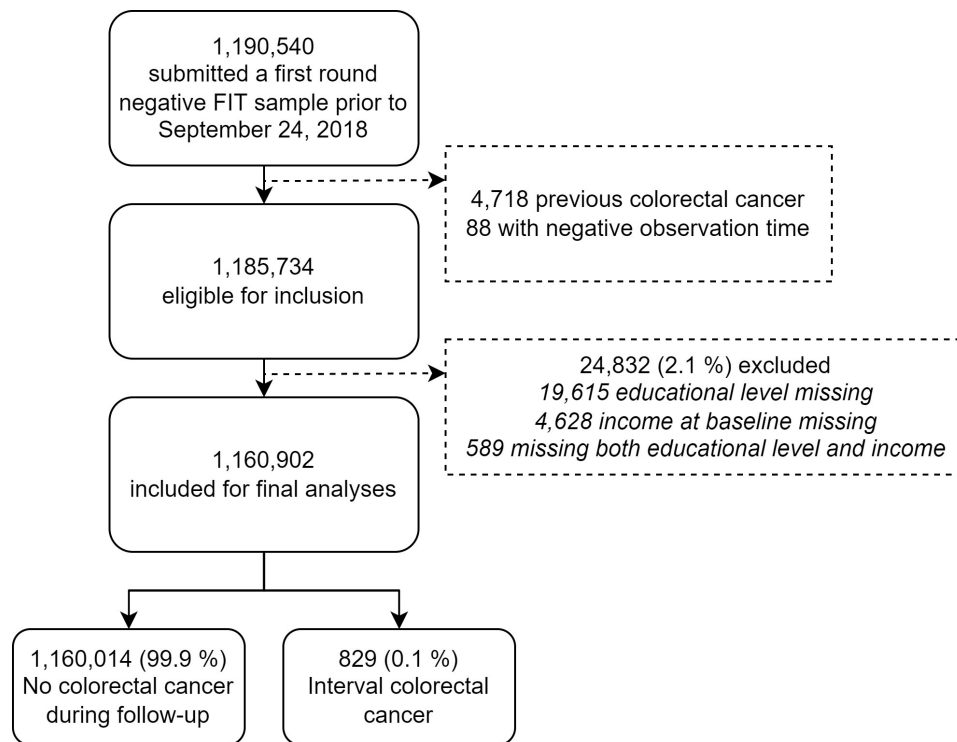 1,190,540
submitted a first round
negative FIT sample prior to
September 24, 2018
4,718 previous colorectal cancer
88 with negative observation time
1,185,734
eligible for inclusion
24,832 (2.1 %) excluded
19,615 educational level missing
4,628 income at baseline missing
589 missing both educational level and income
1,160,902
included for final analyses
1,160,014 (99.9 %)
No colorectal cancer
during follow-up
829 (0.1 %)
Interval colorectal
cancer